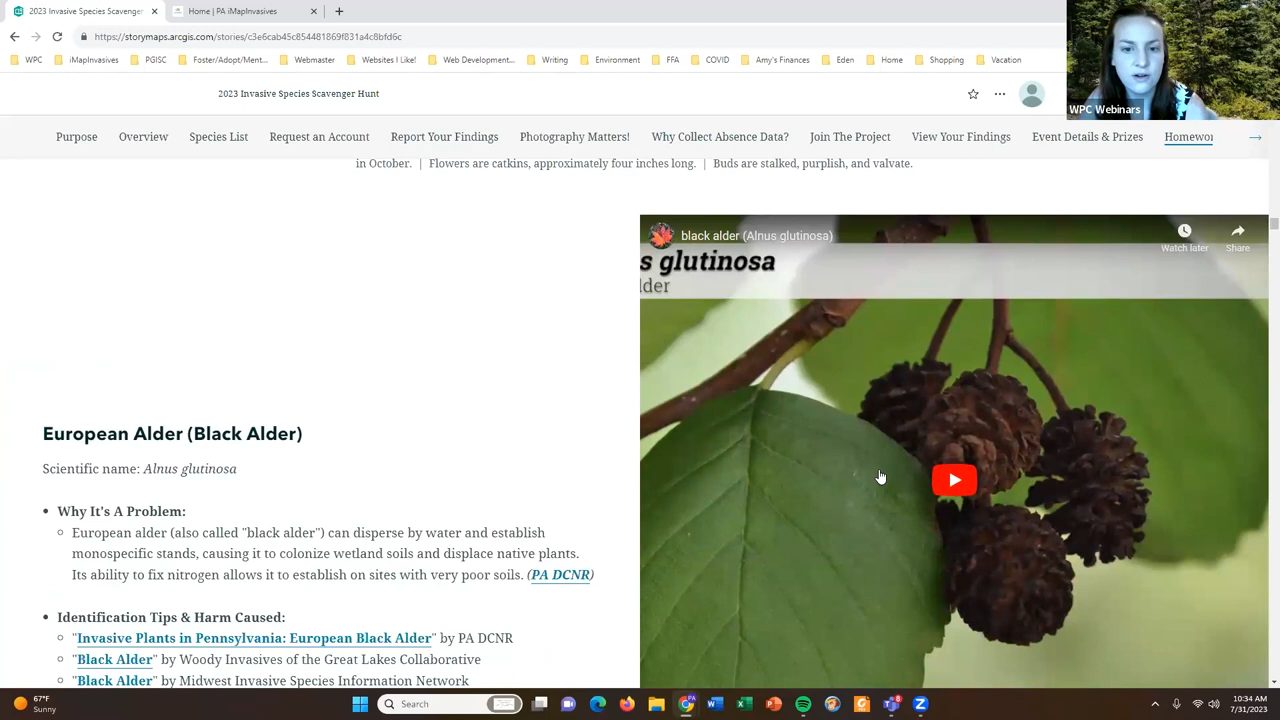 2023 Invasive Species Scavenger
Home | PA iMapInvasives
https://storymaps.arcgis.com/stories/c3e6cab45c854481869f831a4c8bfd6c
WPC iMapInvasives PGISC Foster/Adopt/Ment... Webmaster Websites I Like! Web Development... Writing Environment FFA COVID Amy's Finances Eden Home Shopping Vacation
WPC Webinars
2023 Invasive Species Scavenger Hunt
Purpose Overview Species List Request an Account Report Your Findings Photography Matters! Why Collect Absence Data? Join The Project View Your Findings Event Details & Prizes Homewor
in October. | Flowers are catkins, approximately four inches long. | Buds are stalked, purplish, and valvate.
black alder (Alnus glutinosa)
Watch later Share
s glutinosa
lder
European Alder (Black Alder)
Scientific name: Alnus glutinosa
• Why It's A Problem:
○ European alder (also called "black alder") can disperse by water and establish
monospecific stands, causing it to colonize wetland soils and displace native plants.
Its ability to fix nitrogen allows it to establish on sites with very poor soils. (PA DCNR)
• Identification Tips & Harm Caused:
○ "Invasive Plants in Pennsylvania: European Black Alder" by PA DCNR
○ "Black Alder" by Woody Invasives of the Great Lakes Collaborative
○ "Black Alder" by Midwest Invasive Species Information Network
67°F
Sunny
Search
10:34 AM
7/31/2023